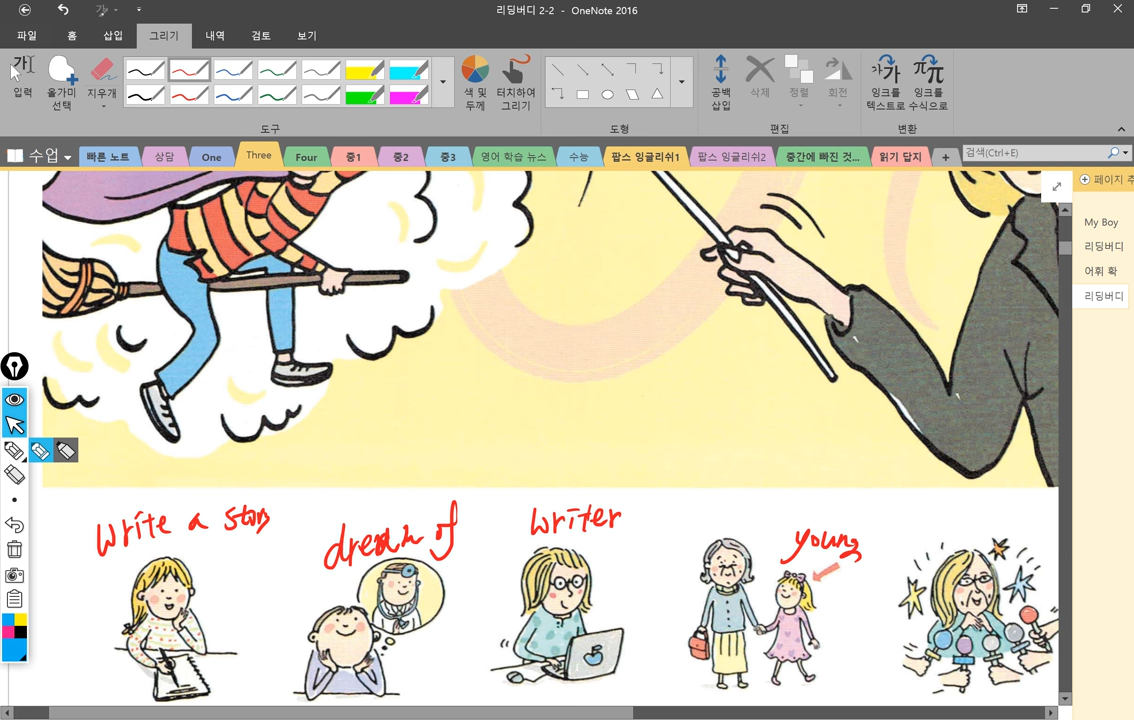 리딩버디 2-2 - OneNote 2016
파일 홈 삽입 그리기 내역 검토 보기
입력
올가미 선택
지우개
색 및 두께
터치하여 그리기
공백 삽입
삭제
정렬
회전
잉크를 텍스트로
잉크를 수식으로
도구 도형 편집 변환
수업 빠른 노트 상담 One Three Four 중1 중2 중3 영어 학습 뉴스 수능 팝스 잉글리쉬1 팝스 잉글리쉬2 중간에 빠진 것... 읽기 답지 + 검색(Ctrl+E)
페이지 추
My Boy
리딩버디
어휘 확
리딩버디
Write a story
dream of
writer
young